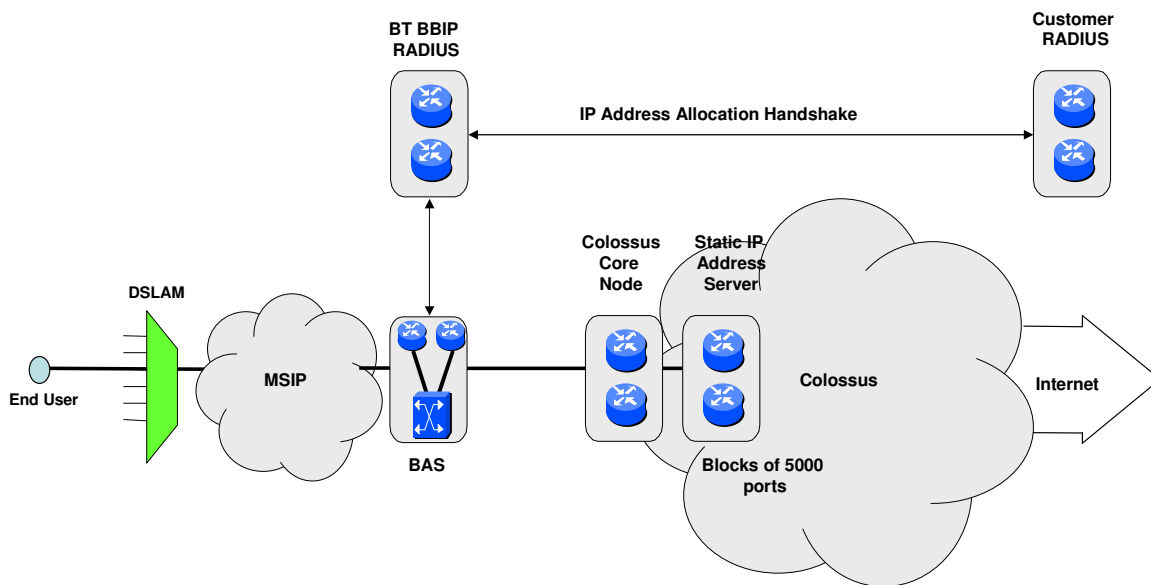 BT BBIP
RADIUS
Customer
RADIUS
IP Address Allocation Handshake
Colossus
Core
Node
Static IP
Address
Server
DSLAM
MSIP
Colossus
Internet
End User
BAS
Blocks of 5000
ports